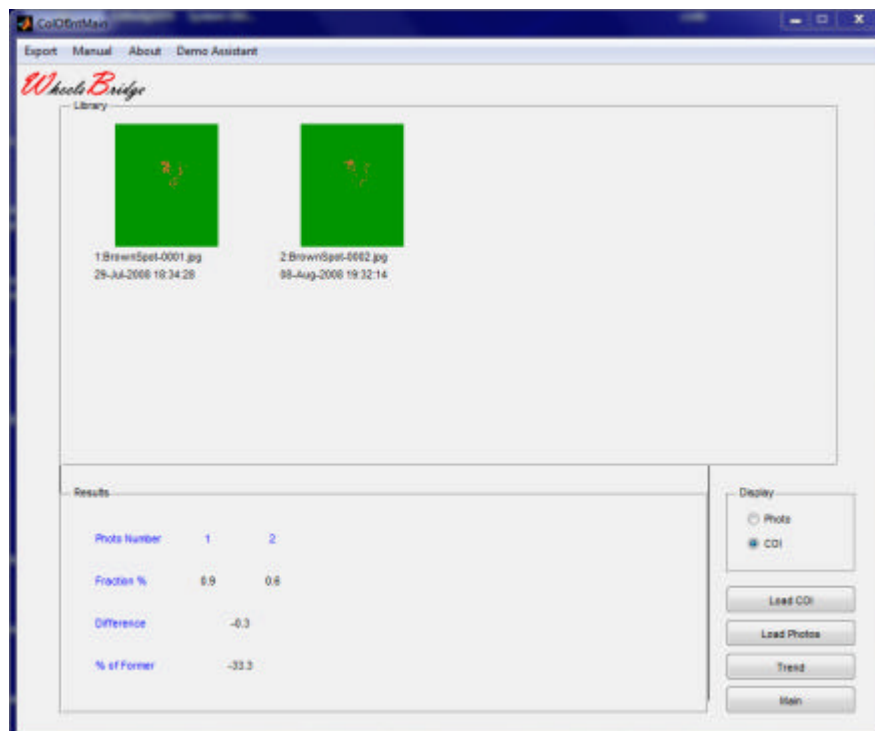 ColOfIntMain
Export Manual About Demo Assistant
WheelsBridge
Library
1:BrownSpot-0001.jpg
29-Jul-2008 18:34:28
2:BrownSpot-0002.jpg
08-Aug-2008 19:32:14
Results
Photo Number 1 2
Fraction % 0.9 0.6
Difference -0.3
% of Former -33.3
Display
Photo
COI
Load COI
Load Photos
Trend
Main